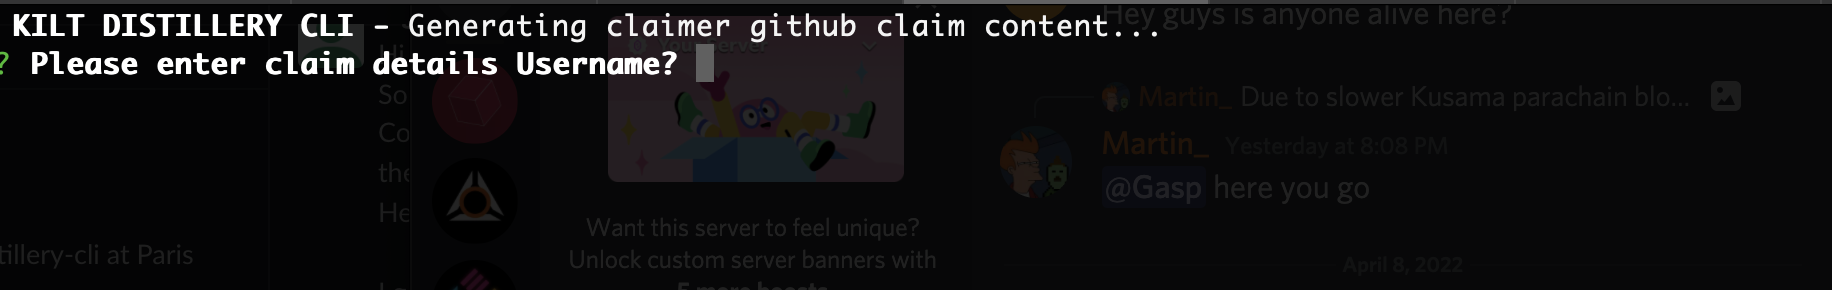 KILT DISTILLERY CLI – Generating claimer github claim content...
? Please enter claim details Username?
Hey guys is anyone alive here?
Your server
Hi
So
Co
the
He
Martin_ Due to slower Kusama parachain blo...
Martin_ Yesterday at 8:08 PM
@Gasp here you go
Want this server to feel unique?
Unlock custom server banners with
5 more boosts
tillery-cli at Paris
April 8, 2022